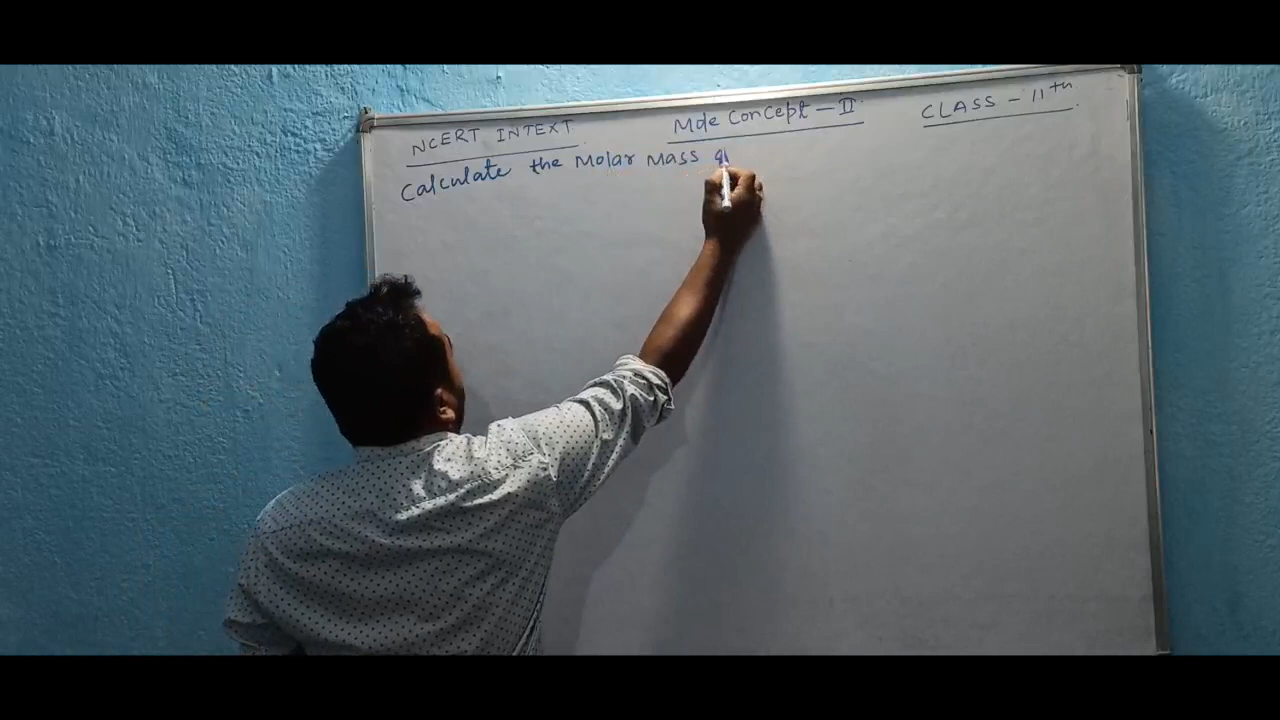 NCERT INTEXT Mole Concept - II CLASS - 11th
Calculate the Molar Mass